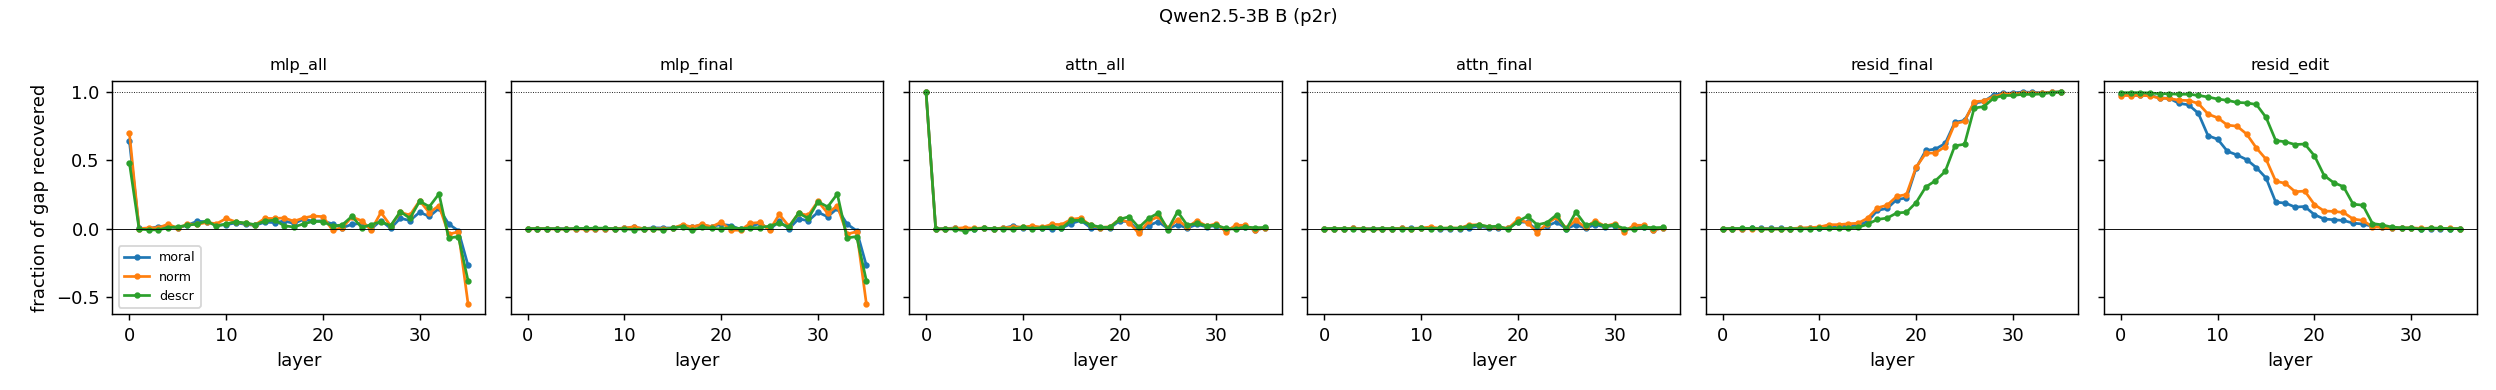 Qwen2.5-3B B (p2r)
mlp_all
mlp_final
attn_all
attn_final
resid_final
resid_edit
fraction of gap recovered
1.0
0.5
0.0
−0.5
moral
norm
descr
0 10 20 30
0 10 20 30
0 10 20 30
0 10 20 30
0 10 20 30
0 10 20 30
layer
layer
layer
layer
layer
layer